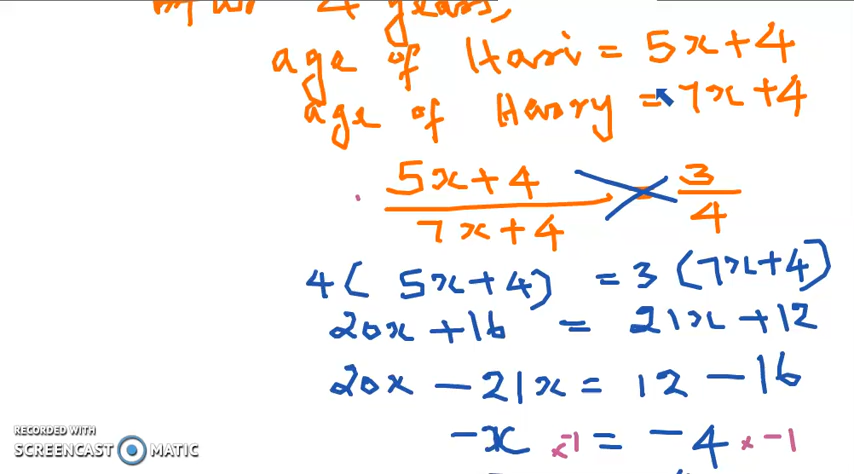 4 years,
age of Hari = 5x+4
age of Harry = 7x+4
5x+4 / 7x+4 = 3 / 4
4(5x+4) = 3(7x+4)
20x+16 = 21x+12
20x-21x = 12-16
-x × -1 = -4 × -1
RECORDED WITH
SCREENCAST MATIC